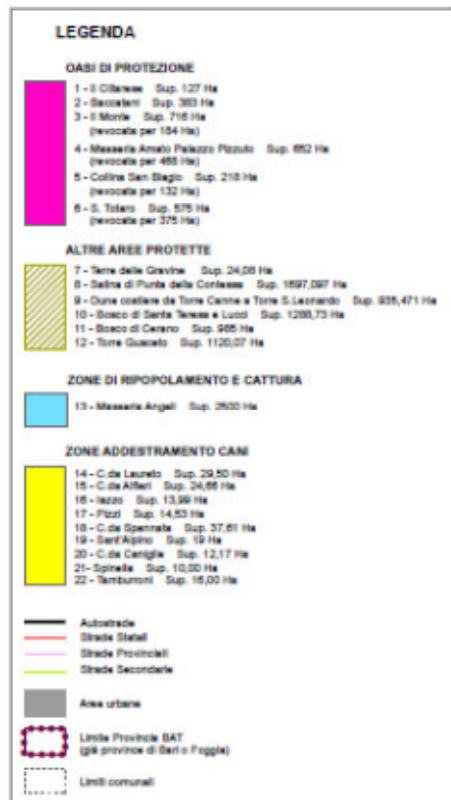 LEGENDA
OASI DI PROTEZIONE
1 - Il Cillarese Sup. 127 Ha
2 - Baccatani Sup. 383 Ha
3 - Il Monte Sup. 716 Ha
(revocata per 184 Ha)
4 - Masseria Amato Palazzo Pizzuto Sup. 652 Ha
(revocata per 468 Ha)
5 - Collina San Biagio Sup. 218 Ha
(revocata per 132 Ha)
6 - S. Totaro Sup. 575 Ha
(revocata per 375 Ha)
ALTRE AREE PROTETTE
7 - Terre delle Gravine Sup. 24,08 Ha
8 - Salina di Punta della Contessa Sup. 1697,097 Ha
9 - Dune costiere da Torre Canne a Torre S.Leonardo Sup. 935,471 Ha
10 - Bosco di Santa Teresa e Lucci Sup. 1288,73 Ha
11 - Bosco di Cerano Sup. 985 Ha
12 - Torre Guaceto Sup. 1120,07 Ha
ZONE DI RIPOPOLAMENTO E CATTURA
13 - Masseria Angeli Sup. 2500 Ha
ZONE ADDESTRAMENTO CANI
14 - C.da Laureto Sup. 29,50 Ha
15 - C.da Alfieri Sup. 24,66 Ha
16 - Iazzo Sup. 13,99 Ha
17 - Pizzi Sup. 14,53 Ha
18 - C.da Spennata Sup. 37,61 Ha
19 - Sant'Alpino Sup. 19 Ha
20 - C.da Caniglie Sup. 12,17 Ha
21- Spinella Sup. 10,00 Ha
22 - Tamburroni Sup. 16,00 Ha
Autostrade
Strade Statali
Strade Provinciali
Strade Secondarie
Area urbane
Limite Provincia BAT
(già province di Bari o Foggia)
Limiti comunali